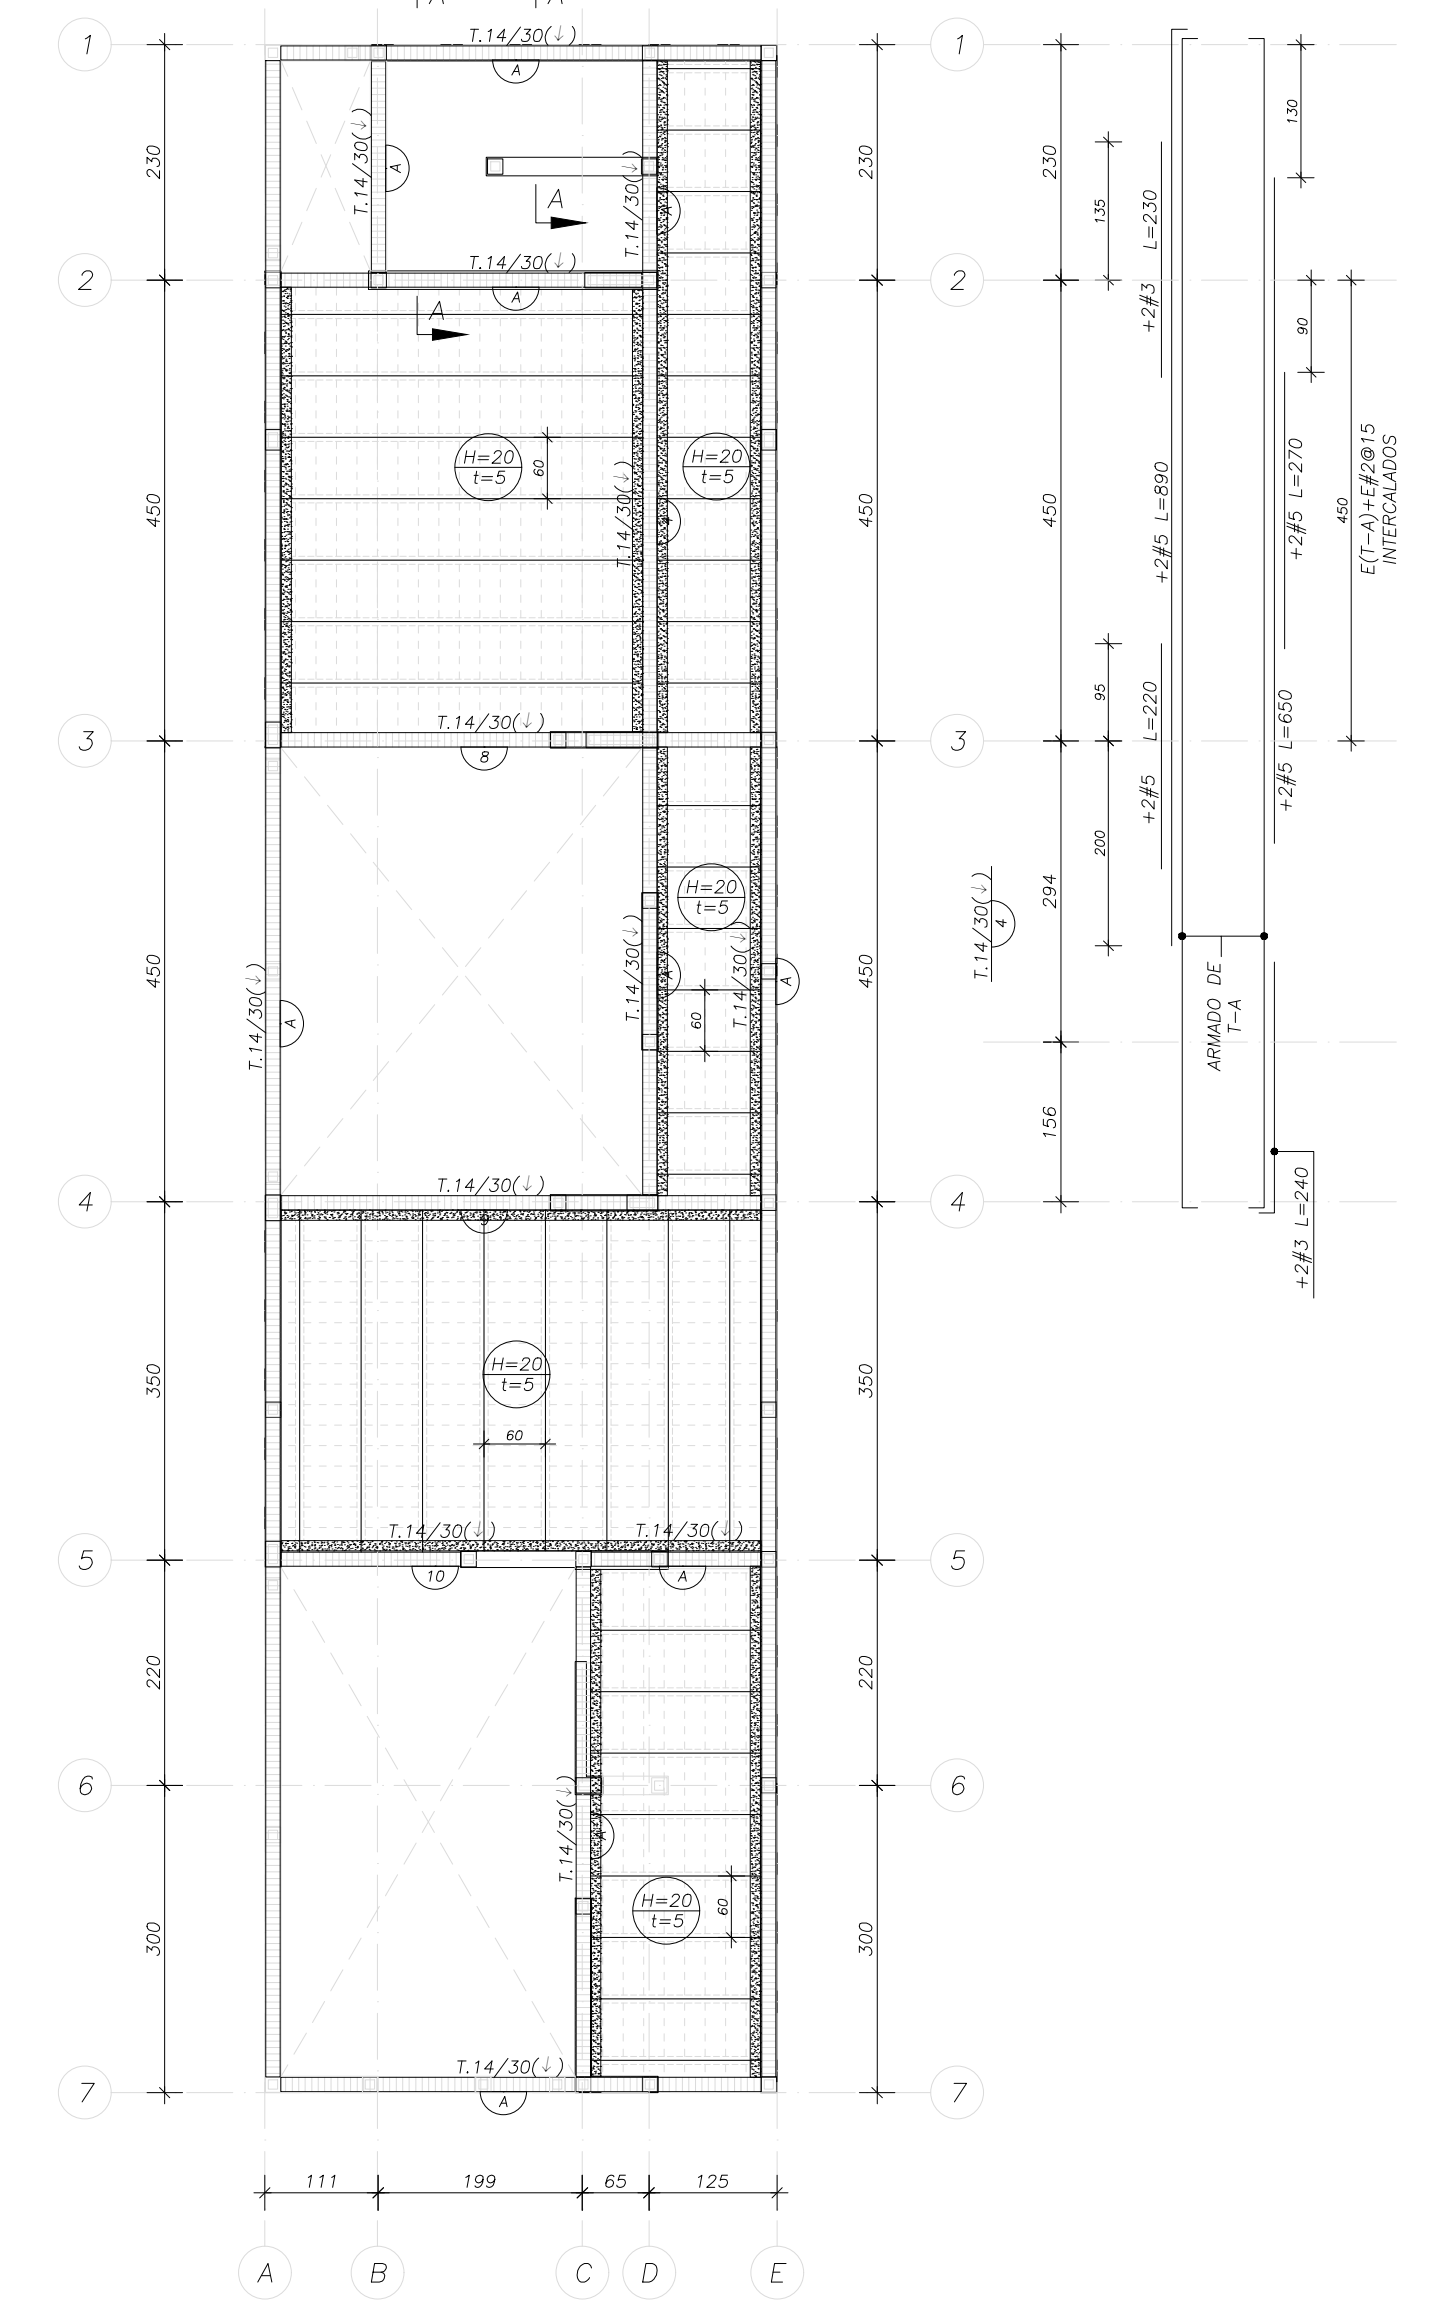 A
A
1
T.14/30(↓)
A
1
230
T.14/30(↓)
A
T.14/30(↓)
A
A
230
230
135
+2#3 L=230
130
2
T.14/30(↓)
A
2
A
90
450
H=20
t=5
60
T.14/30(↓)
H=20
t=5
450
450
+2#5 L=890
+2#5 L=270
450
E(T-A)+E#2@15
INTERCALADOS
95
+2#5 L=220
+2#5 L=650
3
T.14/30(↓)
8
3
200
H=20
t=5
450
T.14/30(↓)
A
T.14/30(↓)
A
60
T.14/30(↓)
A
450
T.14/30(↓)
4
294
ARMADO DE
T-A
156
4
T.14/30(↓)
9
4
+2#3 L=240
350
H=20
t=5
60
350
5
T.14/30(↓)
T.14/30(↓)
10
A
5
220
220
6
T.14/30(↓)
A
6
300
H=20
t=5
60
300
7
T.14/30(↓)
A
7
111
199
65
125
A
B
C
D
E